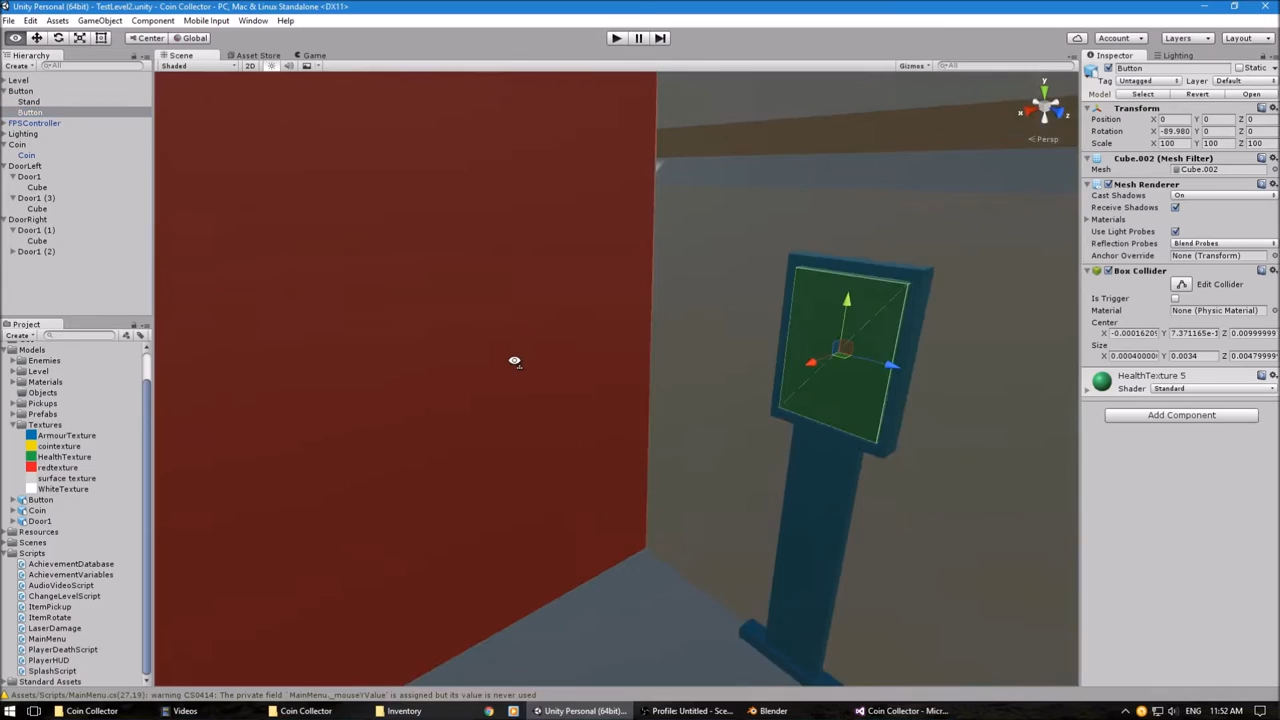 Unity Personal (64bit) - TestLevel2.unity - Coin Collector - PC, Mac & Linux Standalone <DX11>
File Edit Assets GameObject Component Mobile Input Window Help
Center Global Account Layers Layout
Hierarchy Scene Asset Store Game Inspector Lighting
Create All Shaded 2D Gizmos All Button Static
Tag Untagged Layer Default
Model Select Revert Open
Level
Button
Stand
Button
FPSController
Lighting
Coin
Coin
DoorLeft
Door1
Cube
Door1 (3)
Cube
DoorRight
Door1 (1)
Cube
Door1 (2)
y
x
z
Persp
Transform
Position X 0 Y 0 Z 0
Rotation X -89.980 Y 0 Z 0
Scale X 100 Y 100 Z 100
Cube.002 (Mesh Filter)
Mesh Cube.002
Mesh Renderer
Cast Shadows On
Receive Shadows
Materials
Use Light Probes
Reflection Probes Blend Probes
Anchor Override None (Transform)
Box Collider
Edit Collider
Is Trigger
Material None (Physic Material)
Center
X -0.0001620 Y 7.371165e-1 Z 0.0099999
Size
X 0.0004000 Y 0.0034 Z 0.0047999
HealthTexture 5
Shader Standard
Add Component
Project
Create
Models
Enemies
Level
Materials
Objects
Pickups
Prefabs
Textures
ArmourTexture
cointexture
HealthTexture
redtexture
surface texture
WhiteTexture
Button
Coin
Door1
Resources
Scenes
Scripts
AchievementDatabase
AchievementVariables
AudioVideoScript
ChangeLevelScript
ItemPickup
ItemRotate
LaserDamage
MainMenu
PlayerDeathScript
PlayerHUD
SplashScript
Standard Assets
Assets/Scripts/MainMenu.cs(27,19): warning CS0414: The private field `MainMenu._mouseYValue' is assigned but its value is never used
Coin Collector Videos Coin Collector Inventory Unity Personal (64bit)... Profile: Untitled - Sce... Blender Coin Collector - Micr... 11:52 AM